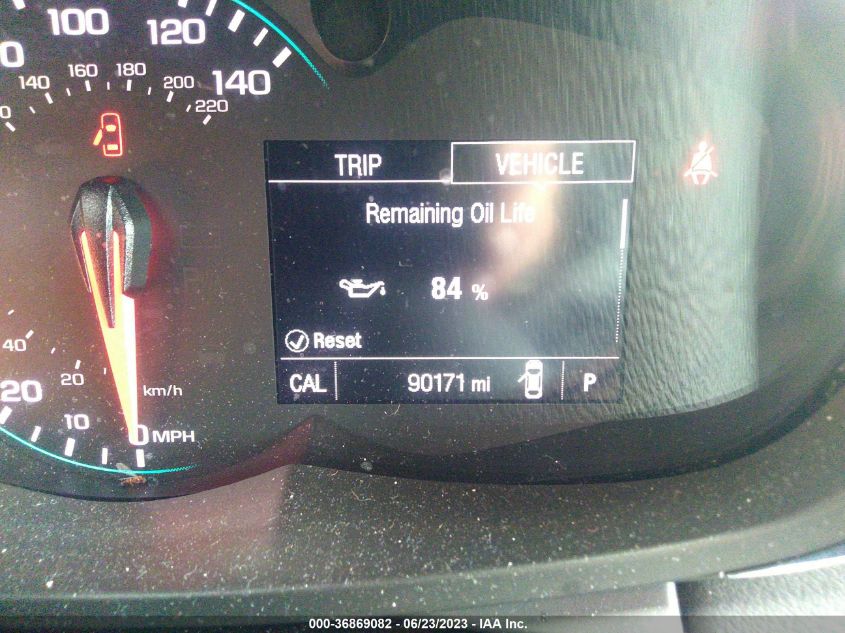 100
120
140
140
160
180
200
220
TRIP
VEHICLE
Remaining Oil Life
84 %
Reset
CAL
90171 mi
P
40
20
20
km/h
10
0 MPH
000-36869082 - 06/23/2023 - IAA Inc.